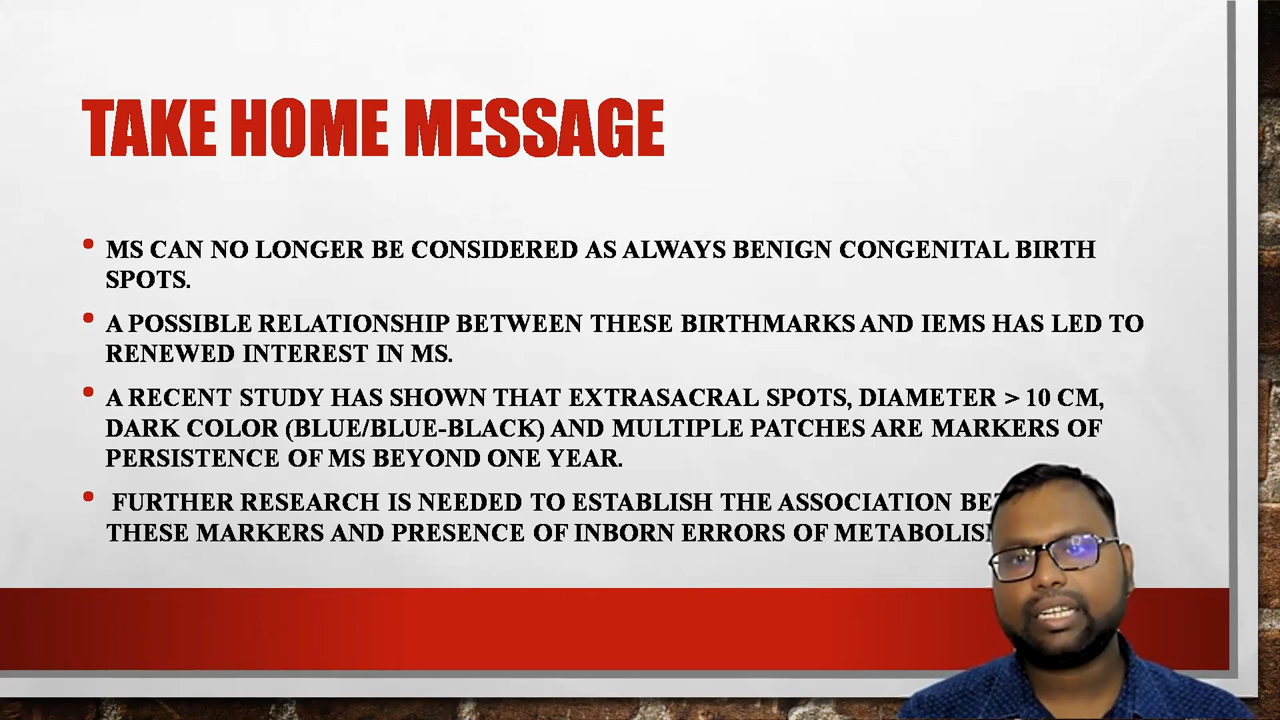 TAKE HOME MESSAGE
• MS CAN NO LONGER BE CONSIDERED AS ALWAYS BENIGN CONGENITAL BIRTH
SPOTS.
• A POSSIBLE RELATIONSHIP BETWEEN THESE BIRTHMARKS AND IEMS HAS LED TO
RENEWED INTEREST IN MS.
• A RECENT STUDY HAS SHOWN THAT EXTRASACRAL SPOTS, DIAMETER > 10 CM,
DARK COLOR (BLUE/BLUE-BLACK) AND MULTIPLE PATCHES ARE MARKERS OF
PERSISTENCE OF MS BEYOND ONE YEAR.
• FURTHER RESEARCH IS NEEDED TO ESTABLISH THE ASSOCIATION
THESE MARKERS AND PRESENCE OF INBORN ERRORS OF